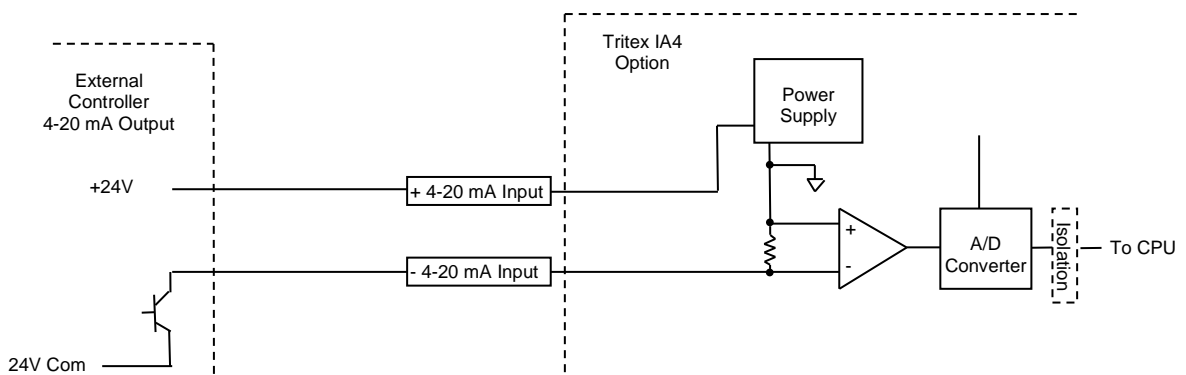 Tritex IA4
Option
External
Controller
4-20 mA Output
Power
Supply
+24V
+ 4-20 mA Input
+
-
A/D
Converter
Isolation
To CPU
- 4-20 mA Input
24V Com